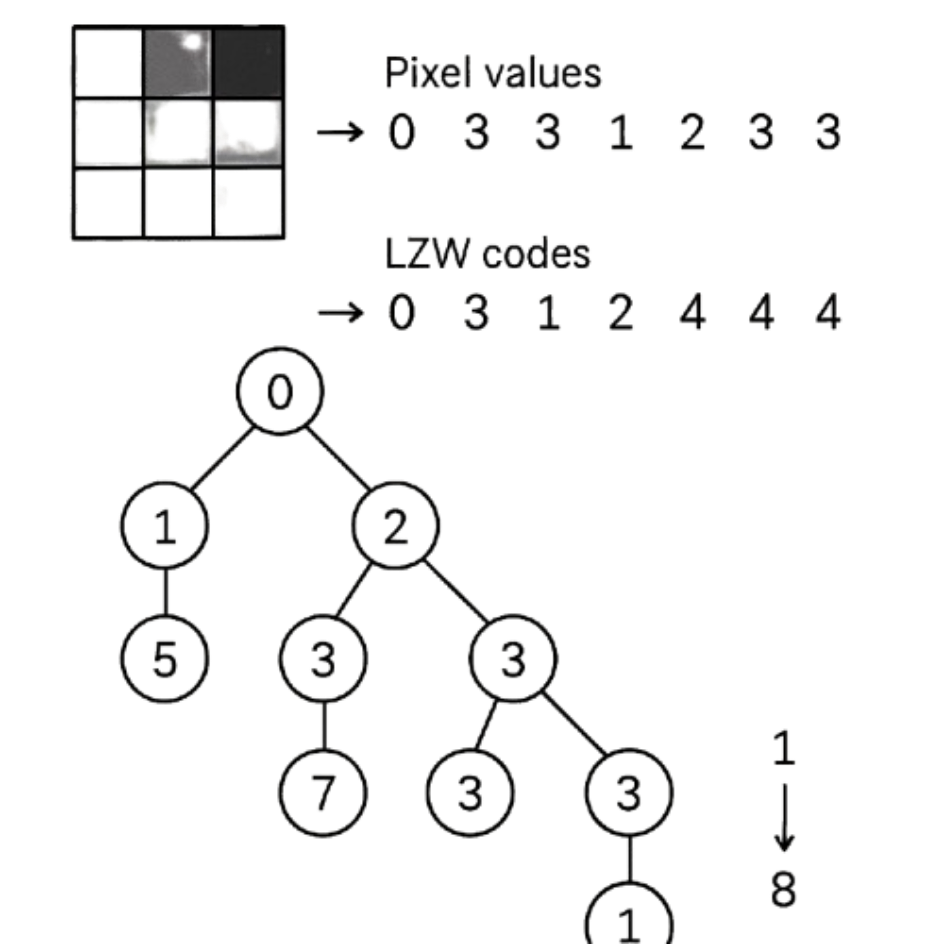 Pixel values
→ 0 3 3 1 2 3 3
LZW codes
→ 0 3 1 2 4 4 4
0
1 2
5 3 3
7 3 3
1
↓
8
1